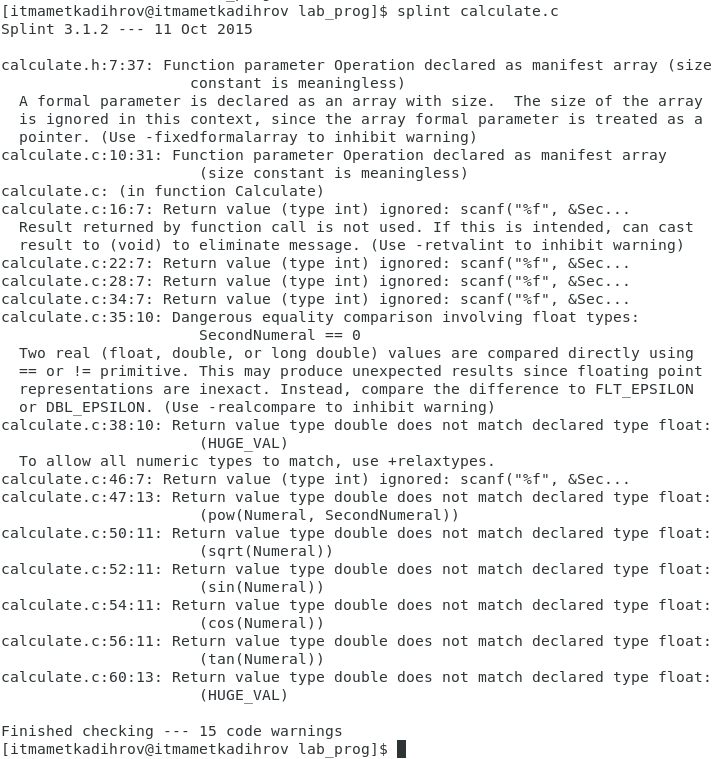 [itmametkadihrov@itmametkadihrov lab_prog]$ splint calculate.c
Splint 3.1.2 --- 11 Oct 2015

calculate.h:7:37: Function parameter Operation declared as manifest array (size
                     constant is meaningless)
  A formal parameter is declared as an array with size.  The size of the array
  is ignored in this context, since the array formal parameter is treated as a
  pointer. (Use -fixedformalarray to inhibit warning)
calculate.c:10:31: Function parameter Operation declared as manifest array
                      (size constant is meaningless)
calculate.c: (in function Calculate)
calculate.c:16:7: Return value (type int) ignored: scanf("%f", &Sec...
  Result returned by function call is not used. If this is intended, can cast
  result to (void) to eliminate message. (Use -retvalint to inhibit warning)
calculate.c:22:7: Return value (type int) ignored: scanf("%f", &Sec...
calculate.c:28:7: Return value (type int) ignored: scanf("%f", &Sec...
calculate.c:34:7: Return value (type int) ignored: scanf("%f", &Sec...
calculate.c:35:10: Dangerous equality comparison involving float types:
                      SecondNumeral == 0
  Two real (float, double, or long double) values are compared directly using
  == or != primitive. This may produce unexpected results since floating point
  representations are inexact. Instead, compare the difference to FLT_EPSILON
  or DBL_EPSILON. (Use -realcompare to inhibit warning)
calculate.c:38:10: Return value type double does not match declared type float:
                      (HUGE_VAL)
  To allow all numeric types to match, use +relaxtypes.
calculate.c:46:7: Return value (type int) ignored: scanf("%f", &Sec...
calculate.c:47:13: Return value type double does not match declared type float:
                      (pow(Numeral, SecondNumeral))
calculate.c:50:11: Return value type double does not match declared type float:
                      (sqrt(Numeral))
calculate.c:52:11: Return value type double does not match declared type float:
                      (sin(Numeral))
calculate.c:54:11: Return value type double does not match declared type float:
                      (cos(Numeral))
calculate.c:56:11: Return value type double does not match declared type float:
                      (tan(Numeral))
calculate.c:60:13: Return value type double does not match declared type float:
                      (HUGE_VAL)

Finished checking --- 15 code warnings
[itmametkadihrov@itmametkadihrov lab_prog]$